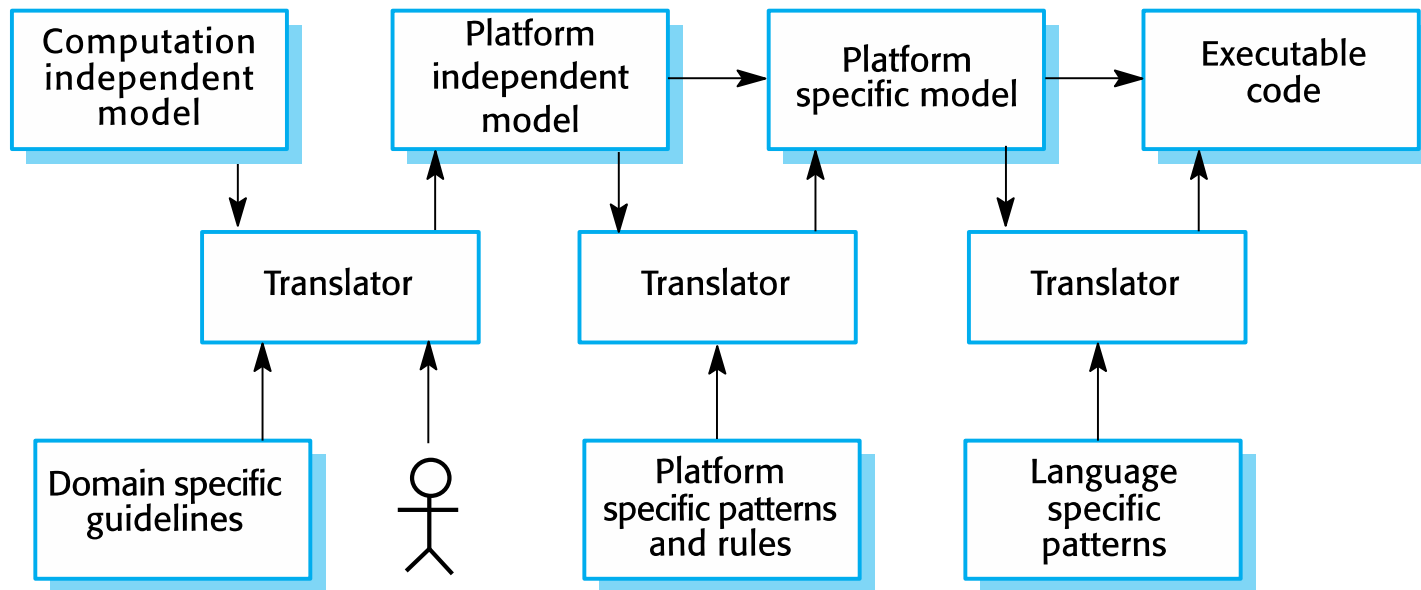 Computation
independent
model
Platform
independent
model
Platform
specific model
Executable
code
Translator
Translator
Translator
Domain specific
guidelines
Platform
specific patterns
and rules
Language
specific
patterns